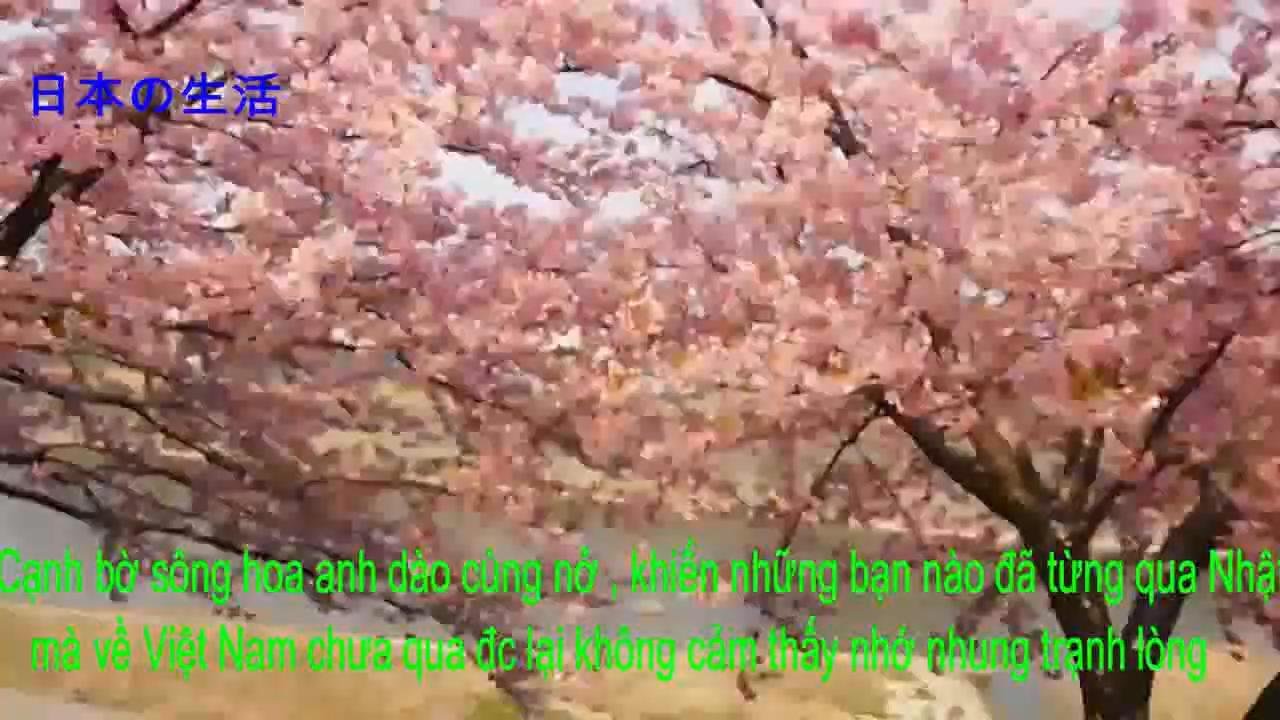 日本の生活
Cạnh bờ sông hoa anh dào cũng nở , khiến những bạn nào đã từng qua Nhật
mà về Việt Nam chưa qua đc lại không cảm thấy nhớ nhung trạnh lòng